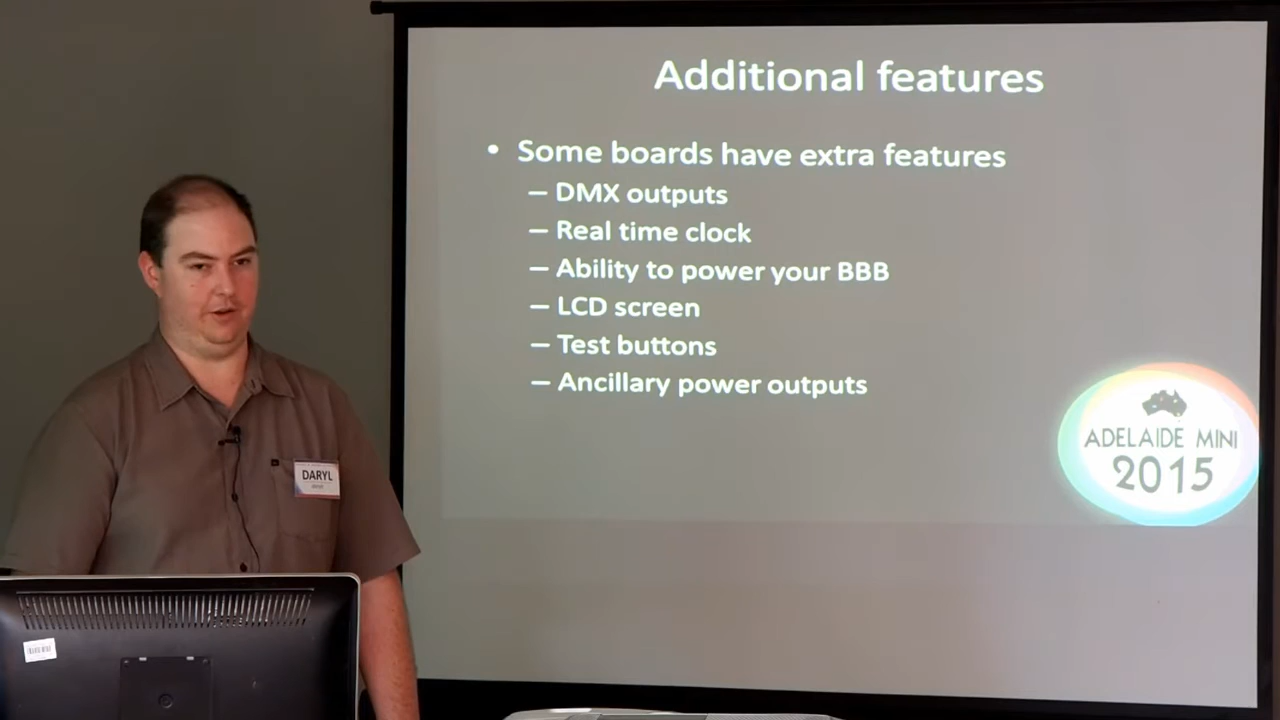 Additional features
• Some boards have extra features
– DMX outputs
– Real time clock
– Ability to power your BBB
– LCD screen
– Test buttons
– Ancillary power outputs
ADELAIDE MINI
2015
DARYL